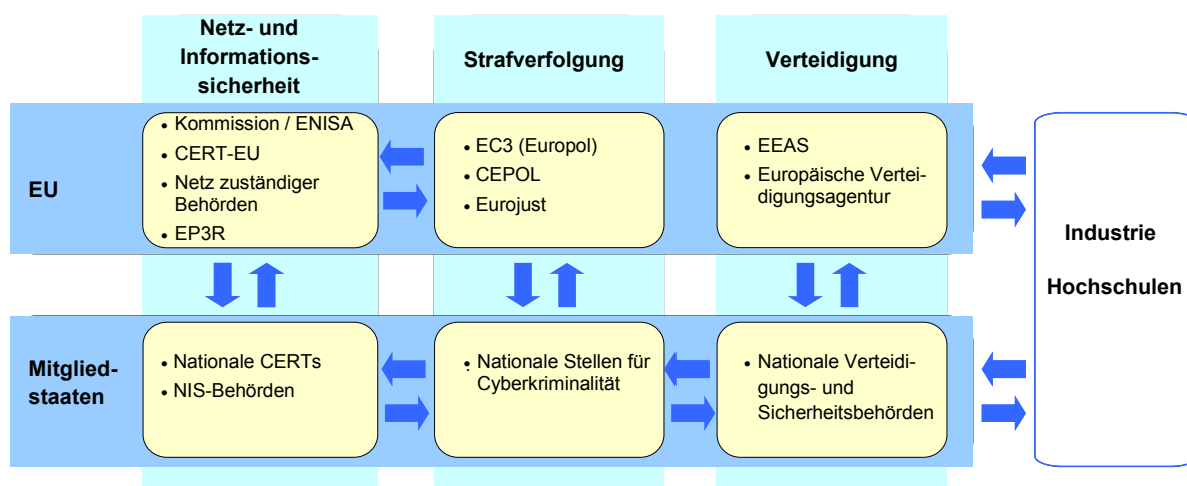 Netz- und
Informations-
sicherheit
Strafverfolgung
Verteidigung
EU
• Kommission / ENISA
• CERT-EU
• Netz zuständiger
Behörden
• EP3R
• EC3 (Europol)
• CEPOL
• Eurojust
• EEAS
• Europäische Vertei-
digungsagentur
Industrie
Hochschulen
Mitglied-
staaten
• Nationale CERTs
• NIS-Behörden
• Nationale Stellen für
Cyberkriminalität
• Nationale Verteidi-
gungs- und
Sicherheitsbehörden